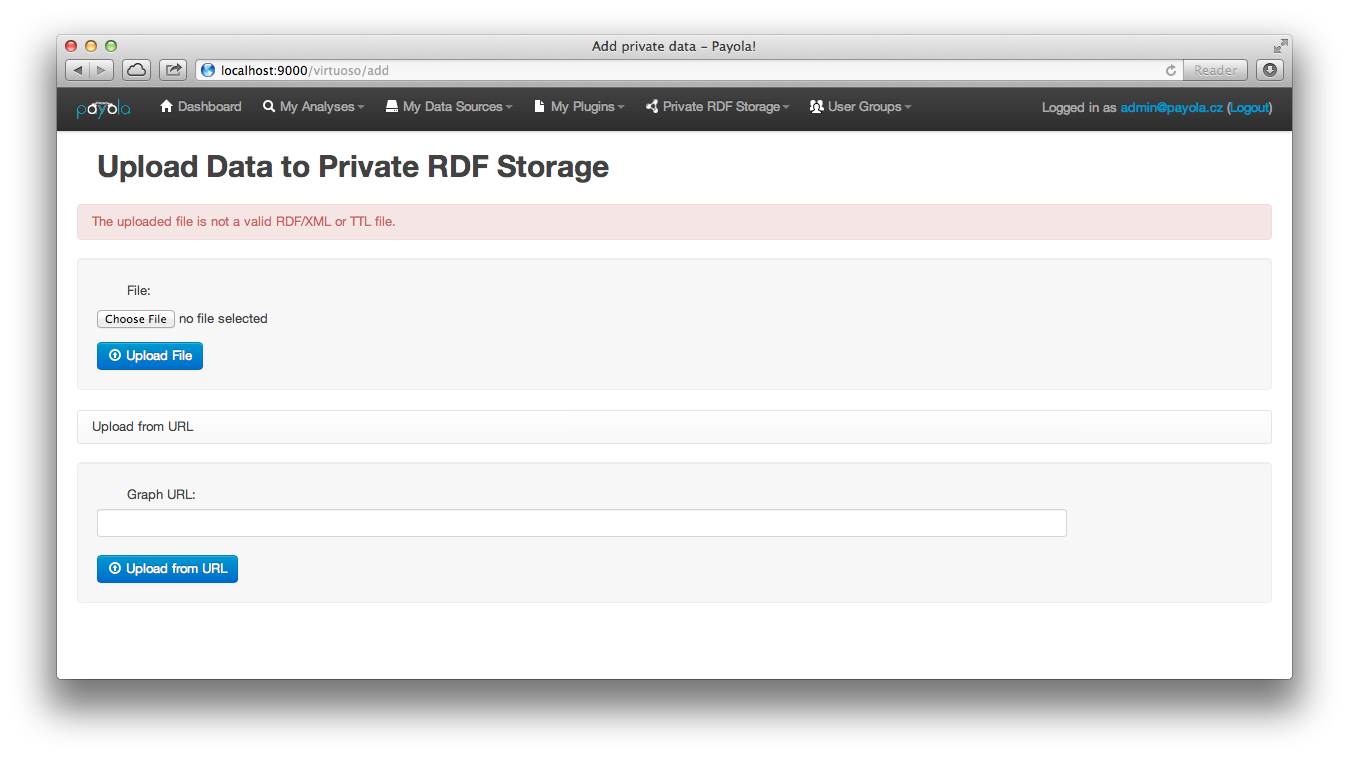 Add private data – Payola!
localhost:9000/virtuoso/add
Reader
payola Dashboard My Analyses My Data Sources My Plugins Private RDF Storage User Groups Logged in as admin@payola.cz (Logout)
Upload Data to Private RDF Storage
The uploaded file is not a valid RDF/XML or TTL file.
File:
Choose File no file selected
Upload File
Upload from URL
Graph URL:
Upload from URL